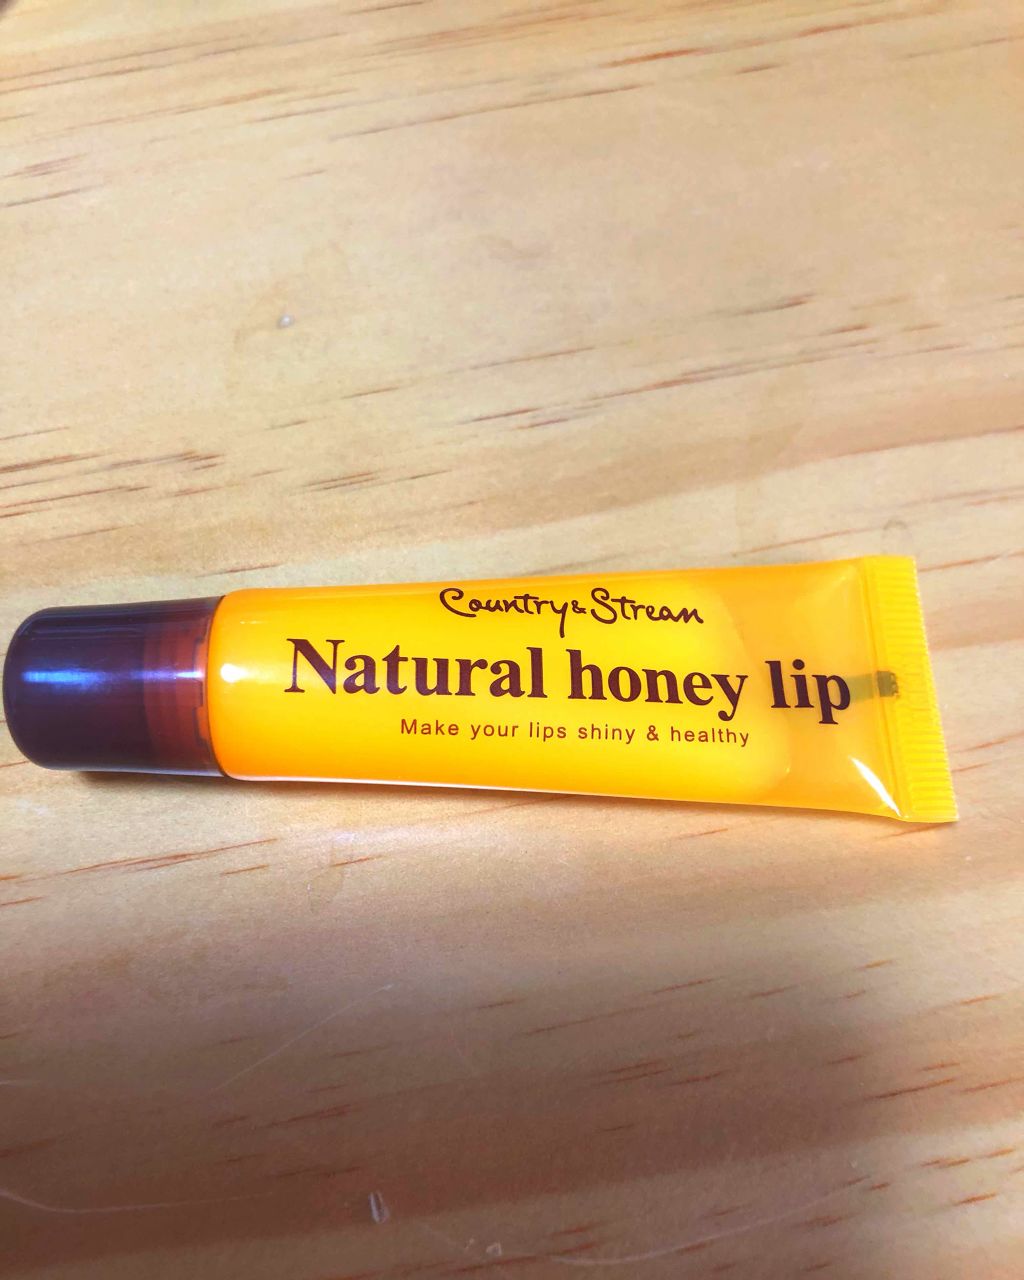 Country & Stream
Natural honey lip
Make your lips shiny & healthy